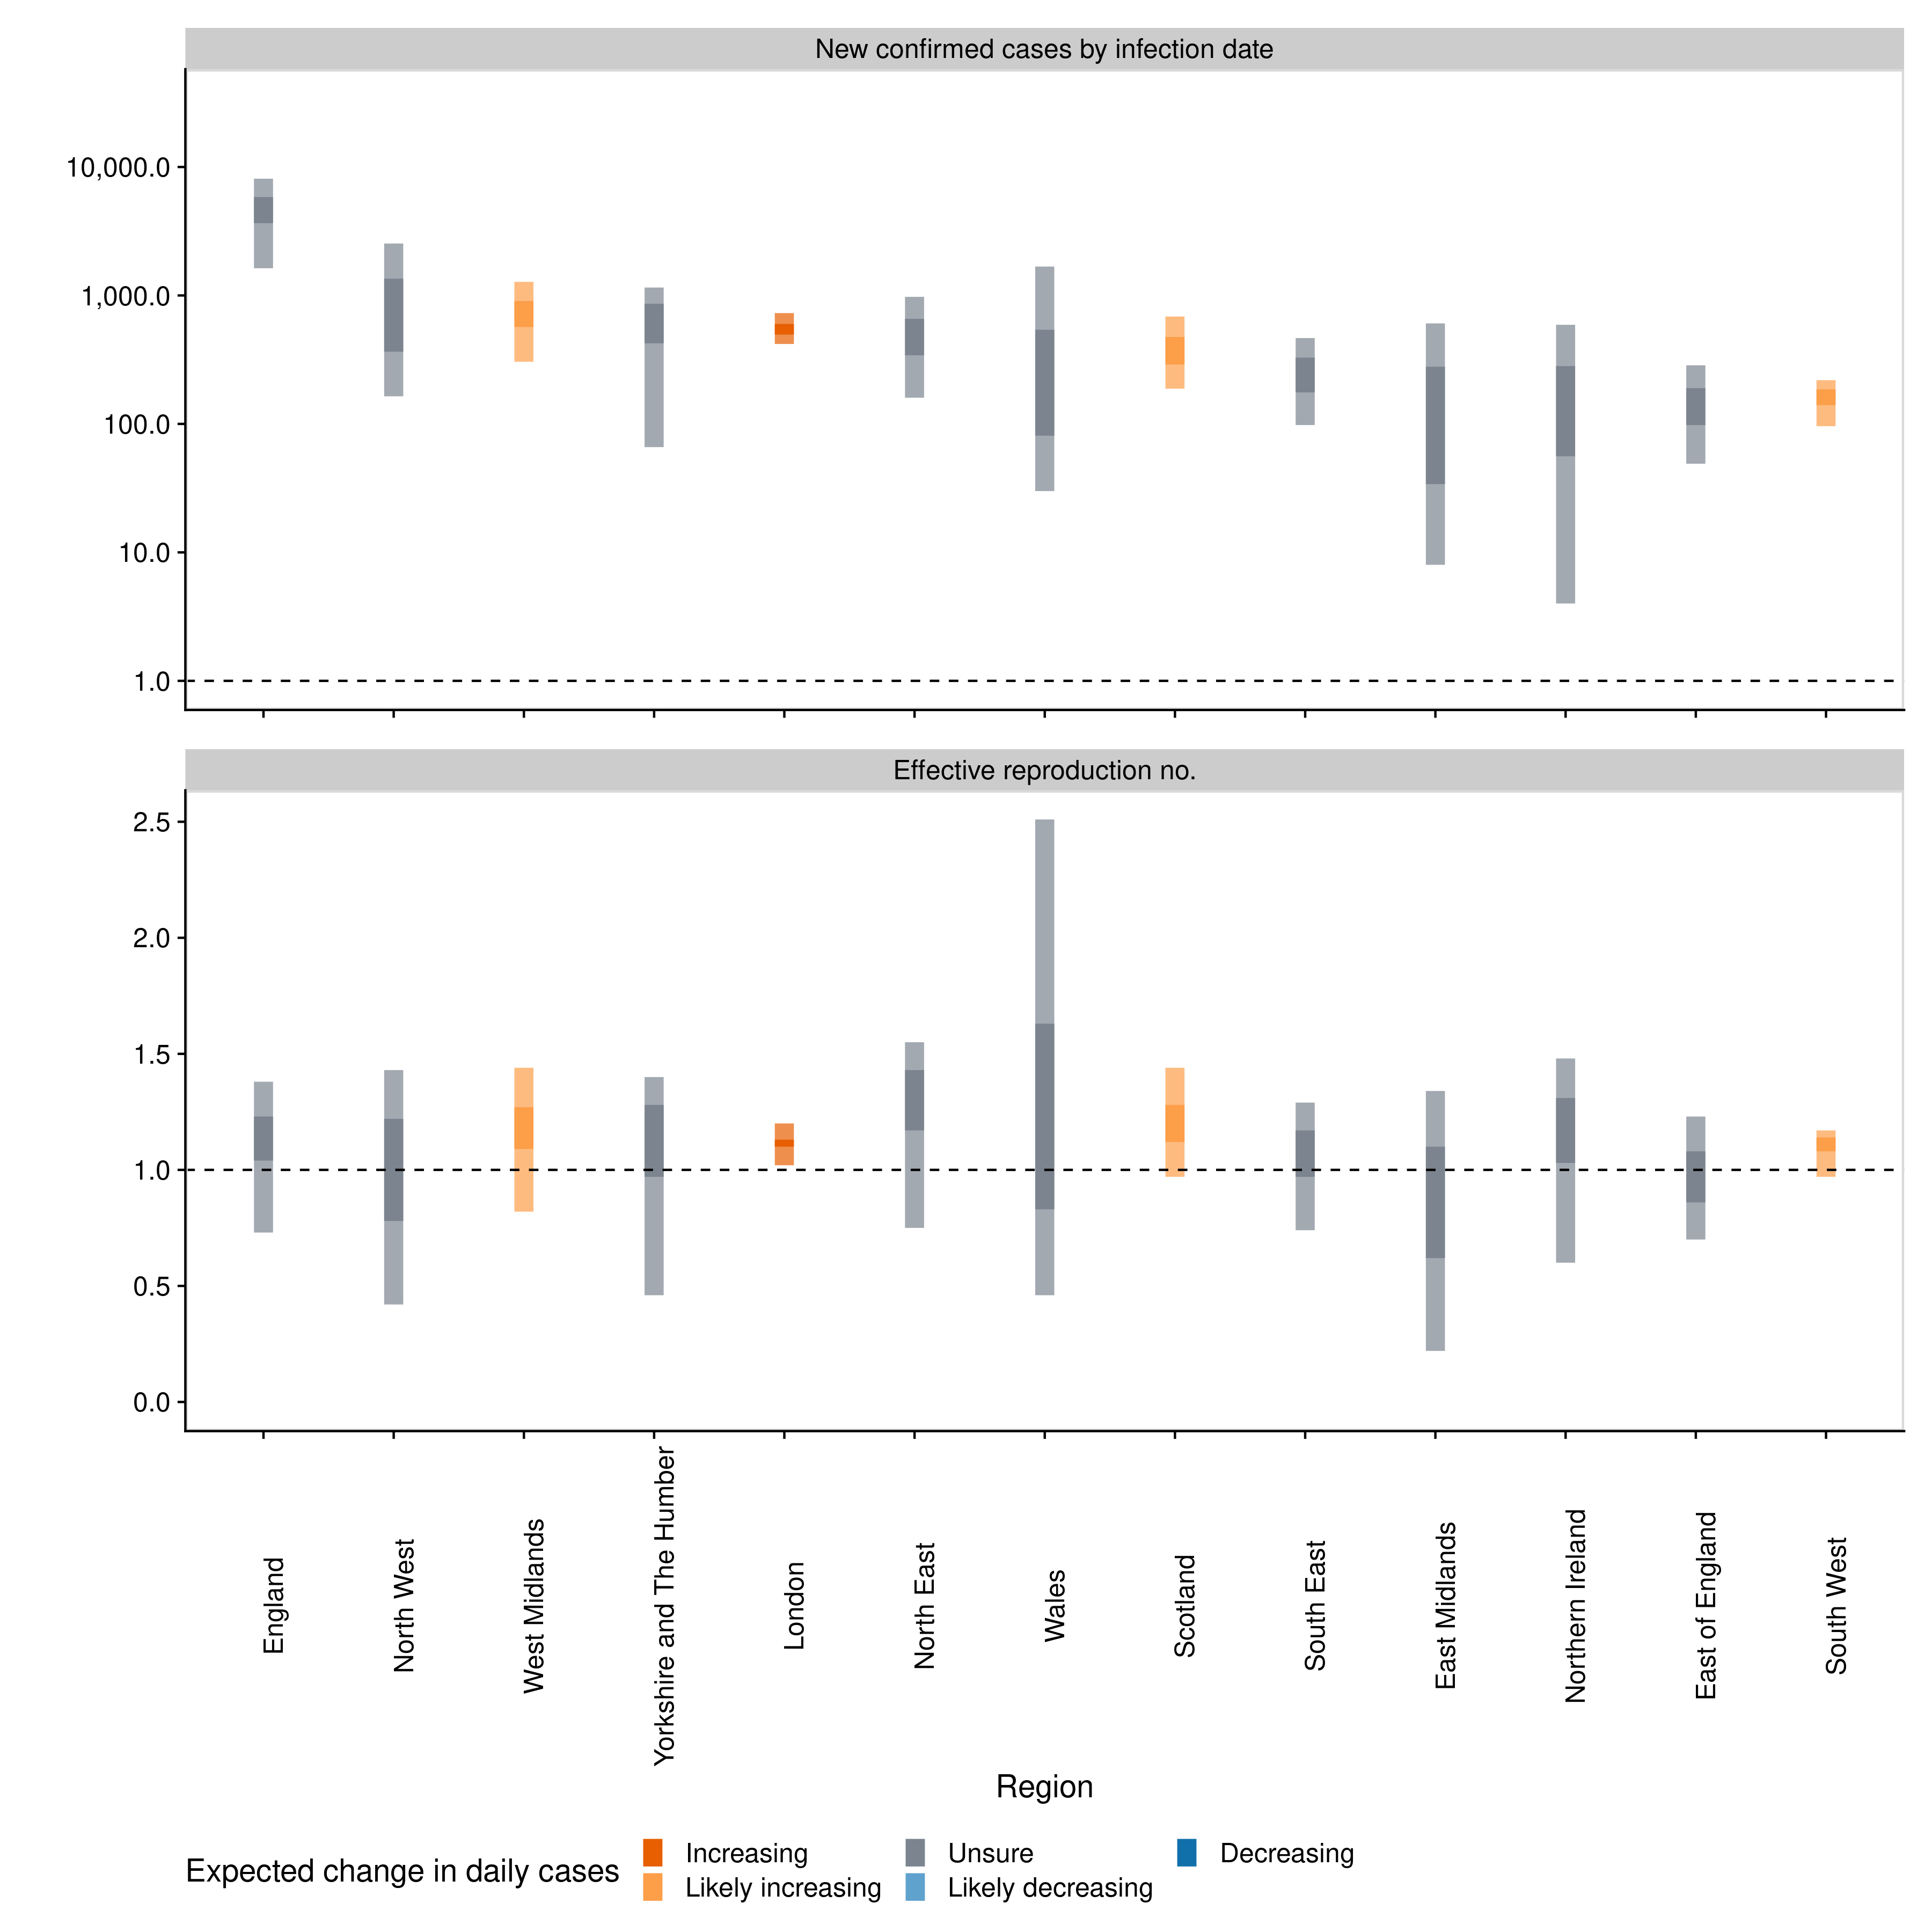 New confirmed cases by infection date
10,000.0
1,000.0
100.0
10.0
1.0
Effective reproduction no.
2.5
2.0
1.5
1.0
0.5
0.0
England
North West
West Midlands
Yorkshire and The Humber
London
North East
Wales
Scotland
South East
East Midlands
Northern Ireland
East of England
South West
Region
Expected change in daily cases
Increasing
Unsure
Decreasing
Likely increasing
Likely decreasing